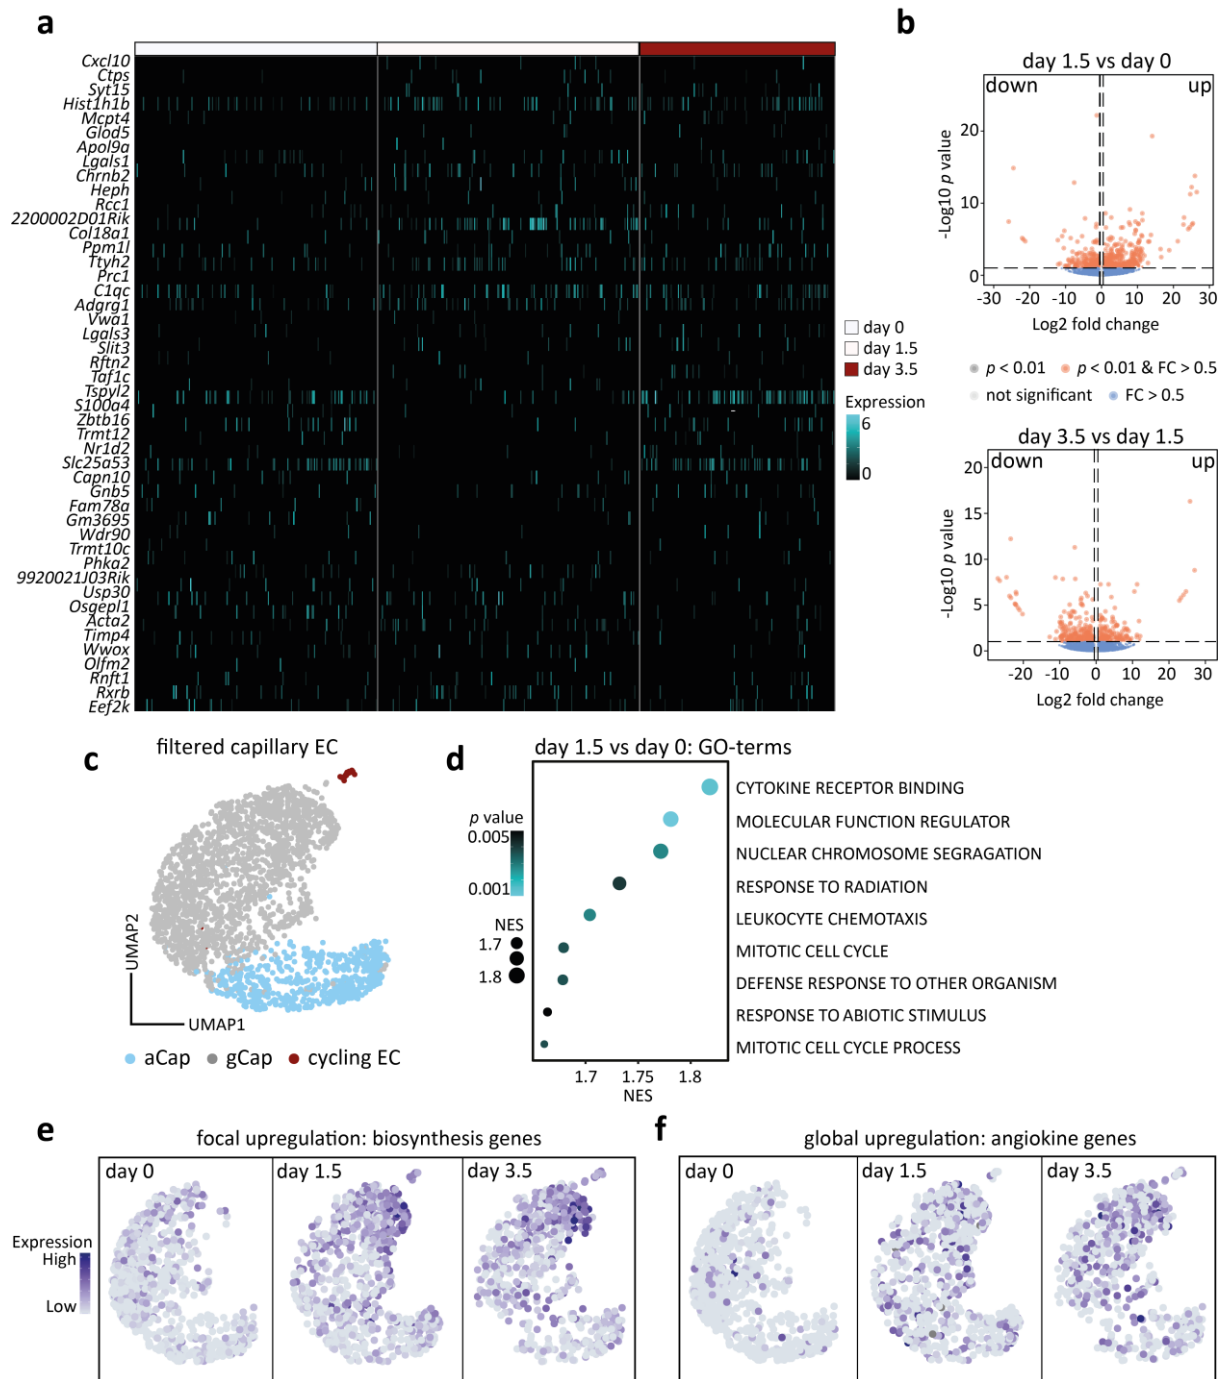 a
Cxcl10
Ctps
Syt15
Hist1h1b
Mcpt4
Glod5
Apol9a
Lgals1
Chrnb2
Heph
Rcc1
2200002D01Rik
Col18a1
Ppm1l
Ttyh2
Prc1
C1qc
Adgrg1
Vwa1
Lgals3
Slit3
Rftn2
Taf1c
Tspyl2
S100a4
Zbtb16
Trmt12
Nr1d2
Slc25a53
Capn10
Gnb5
Fam78a
Gm3695
Wdr90
Trmt10c
Phka2
9920021J03Rik
Usp30
Osgepl1
Acta2
Timp4
Wwox
Olfm2
Rnft1
Rxrb
Eef2k
day 0
day 1.5
day 3.5
Expression
6
0
b
day 1.5 vs day 0
down up
20
10
0
-Log10 p value
-30 -20 -10 0 10 20 30
Log2 fold change
p < 0.01 p < 0.01 & FC > 0.5
not significant FC > 0.5
day 3.5 vs day 1.5
down up
20
15
10
5
0
-Log10 p value
-20 -10 0 10 20 30
Log2 fold change
c
filtered capillary EC
UMAP2
UMAP1
aCap gCap cycling EC
d
day 1.5 vs day 0: GO-terms
p value
0.005
0.001
NES
1.7
1.8
CYTOKINE RECEPTOR BINDING
MOLECULAR FUNCTION REGULATOR
NUCLEAR CHROMOSOME SEGRAGATION
RESPONSE TO RADIATION
LEUKOCYTE CHEMOTAXIS
MITOTIC CELL CYCLE
DEFENSE RESPONSE TO OTHER ORGANISM
RESPONSE TO ABIOTIC STIMULUS
MITOTIC CELL CYCLE PROCESS
1.7 1.75 1.8
NES
e
focal upregulation: biosynthesis genes
day 0 day 1.5 day 3.5
Expression
High
Low
f
global upregulation: angiokine genes
day 0 day 1.5 day 3.5